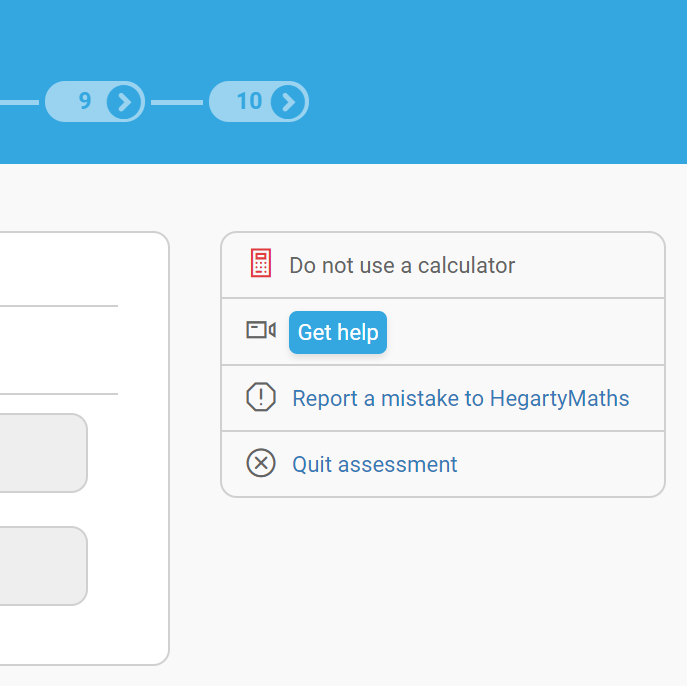 9
10
Do not use a calculator
Get help
Report a mistake to HegartyMaths
Quit assessment